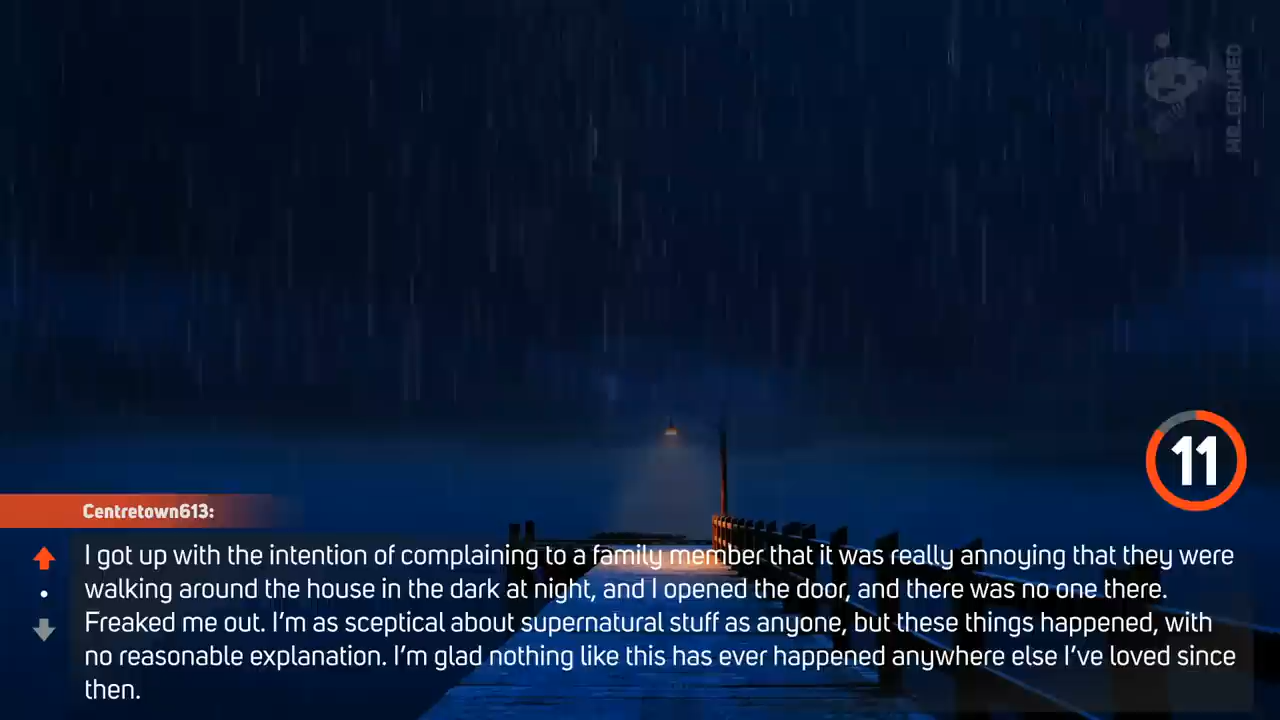 MR_GRIMED
11
Centretown613:
I got up with the intention of complaining to a family member that it was really annoying that they were
walking around the house in the dark at night, and I opened the door, and there was no one there.
Freaked me out. I'm as sceptical about supernatural stuff as anyone, but these things happened, with
no reasonable explanation. I'm glad nothing like this has ever happened anywhere else I've loved since
then.